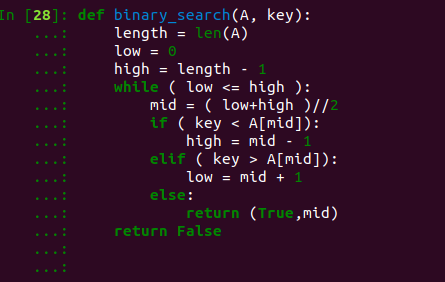 In [28]: def binary_search(A, key):
    ...:     length = len(A)
    ...:     low = 0
    ...:     high = length - 1
    ...:     while ( low <= high ):
    ...:         mid = ( low+high )//2
    ...:         if ( key < A[mid]):
    ...:             high = mid - 1
    ...:         elif ( key > A[mid]):
    ...:             low = mid + 1
    ...:         else:
    ...:             return (True,mid)
    ...:     return False
    ...:
    ...: